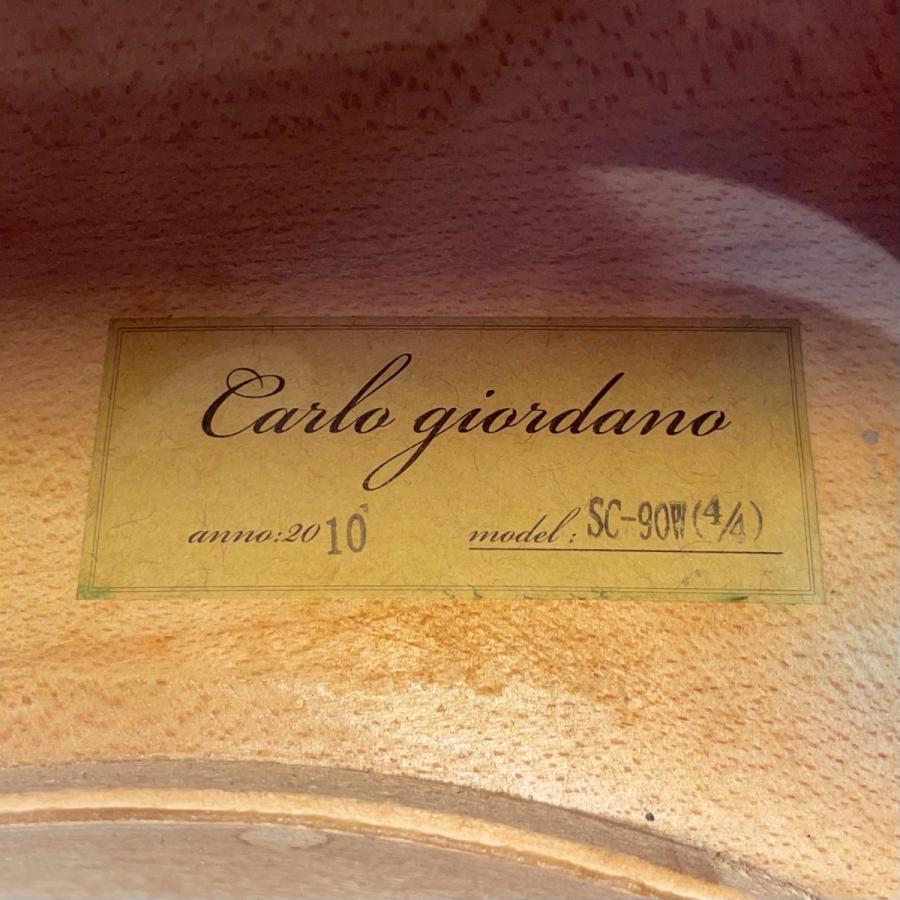 Carlo giordano
anno:2010 model: SC-90W(4/4)